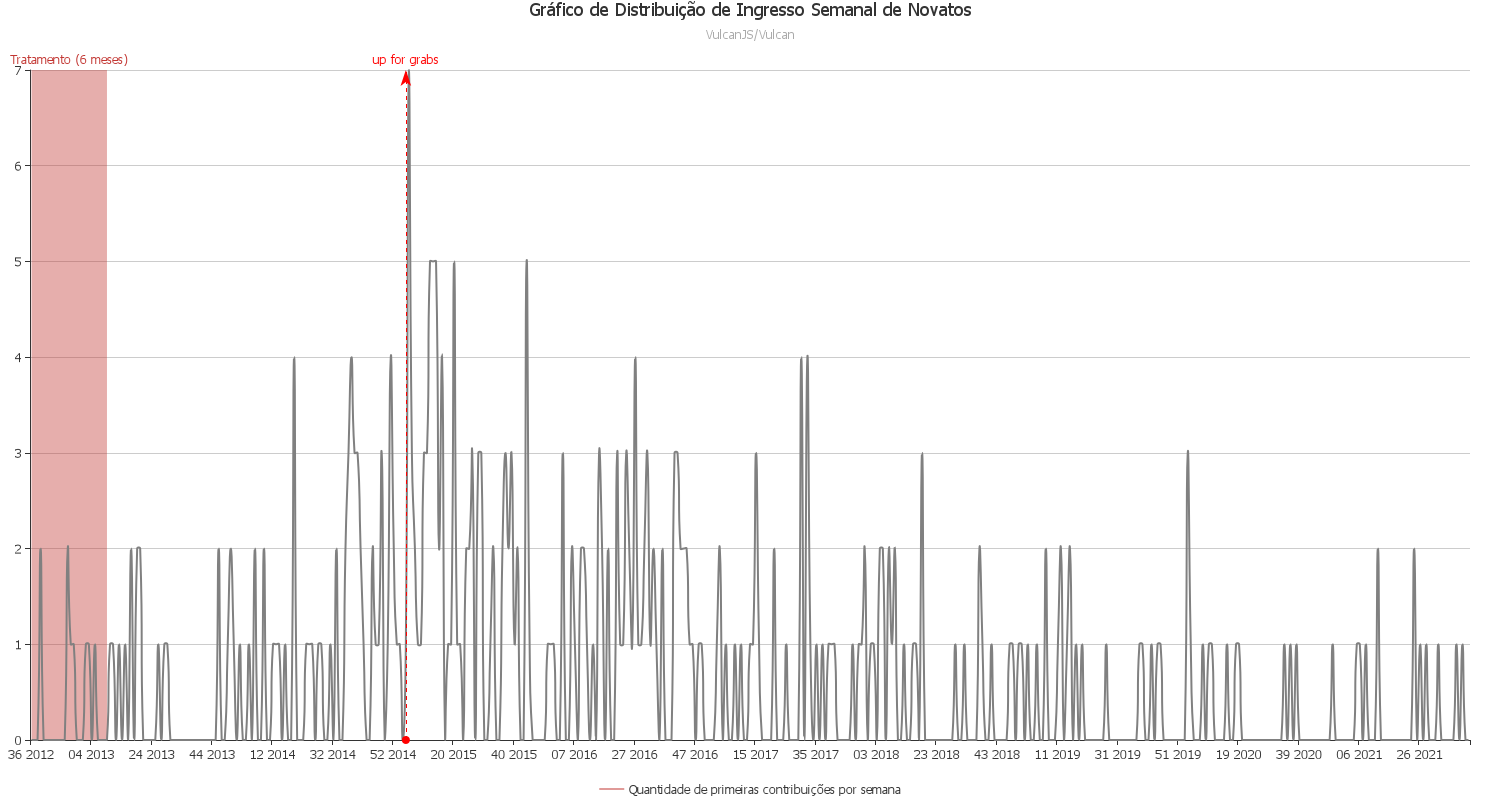 Gráfico de Distribuição de Ingresso Semanal de Novatos
VulcanJS/Vulcan
Tratamento (6 meses)
up for grabs
7
6
5
4
3
2
1
0
36 2012 04 2013 24 2013 44 2013 12 2014 32 2014 52 2014 20 2015 40 2015 07 2016 27 2016 47 2016 15 2017 35 2017 03 2018 23 2018 43 2018 11 2019 31 2019 51 2019 19 2020 39 2020 06 2021 26 2021
Quantidade de primeiras contribuições por semana